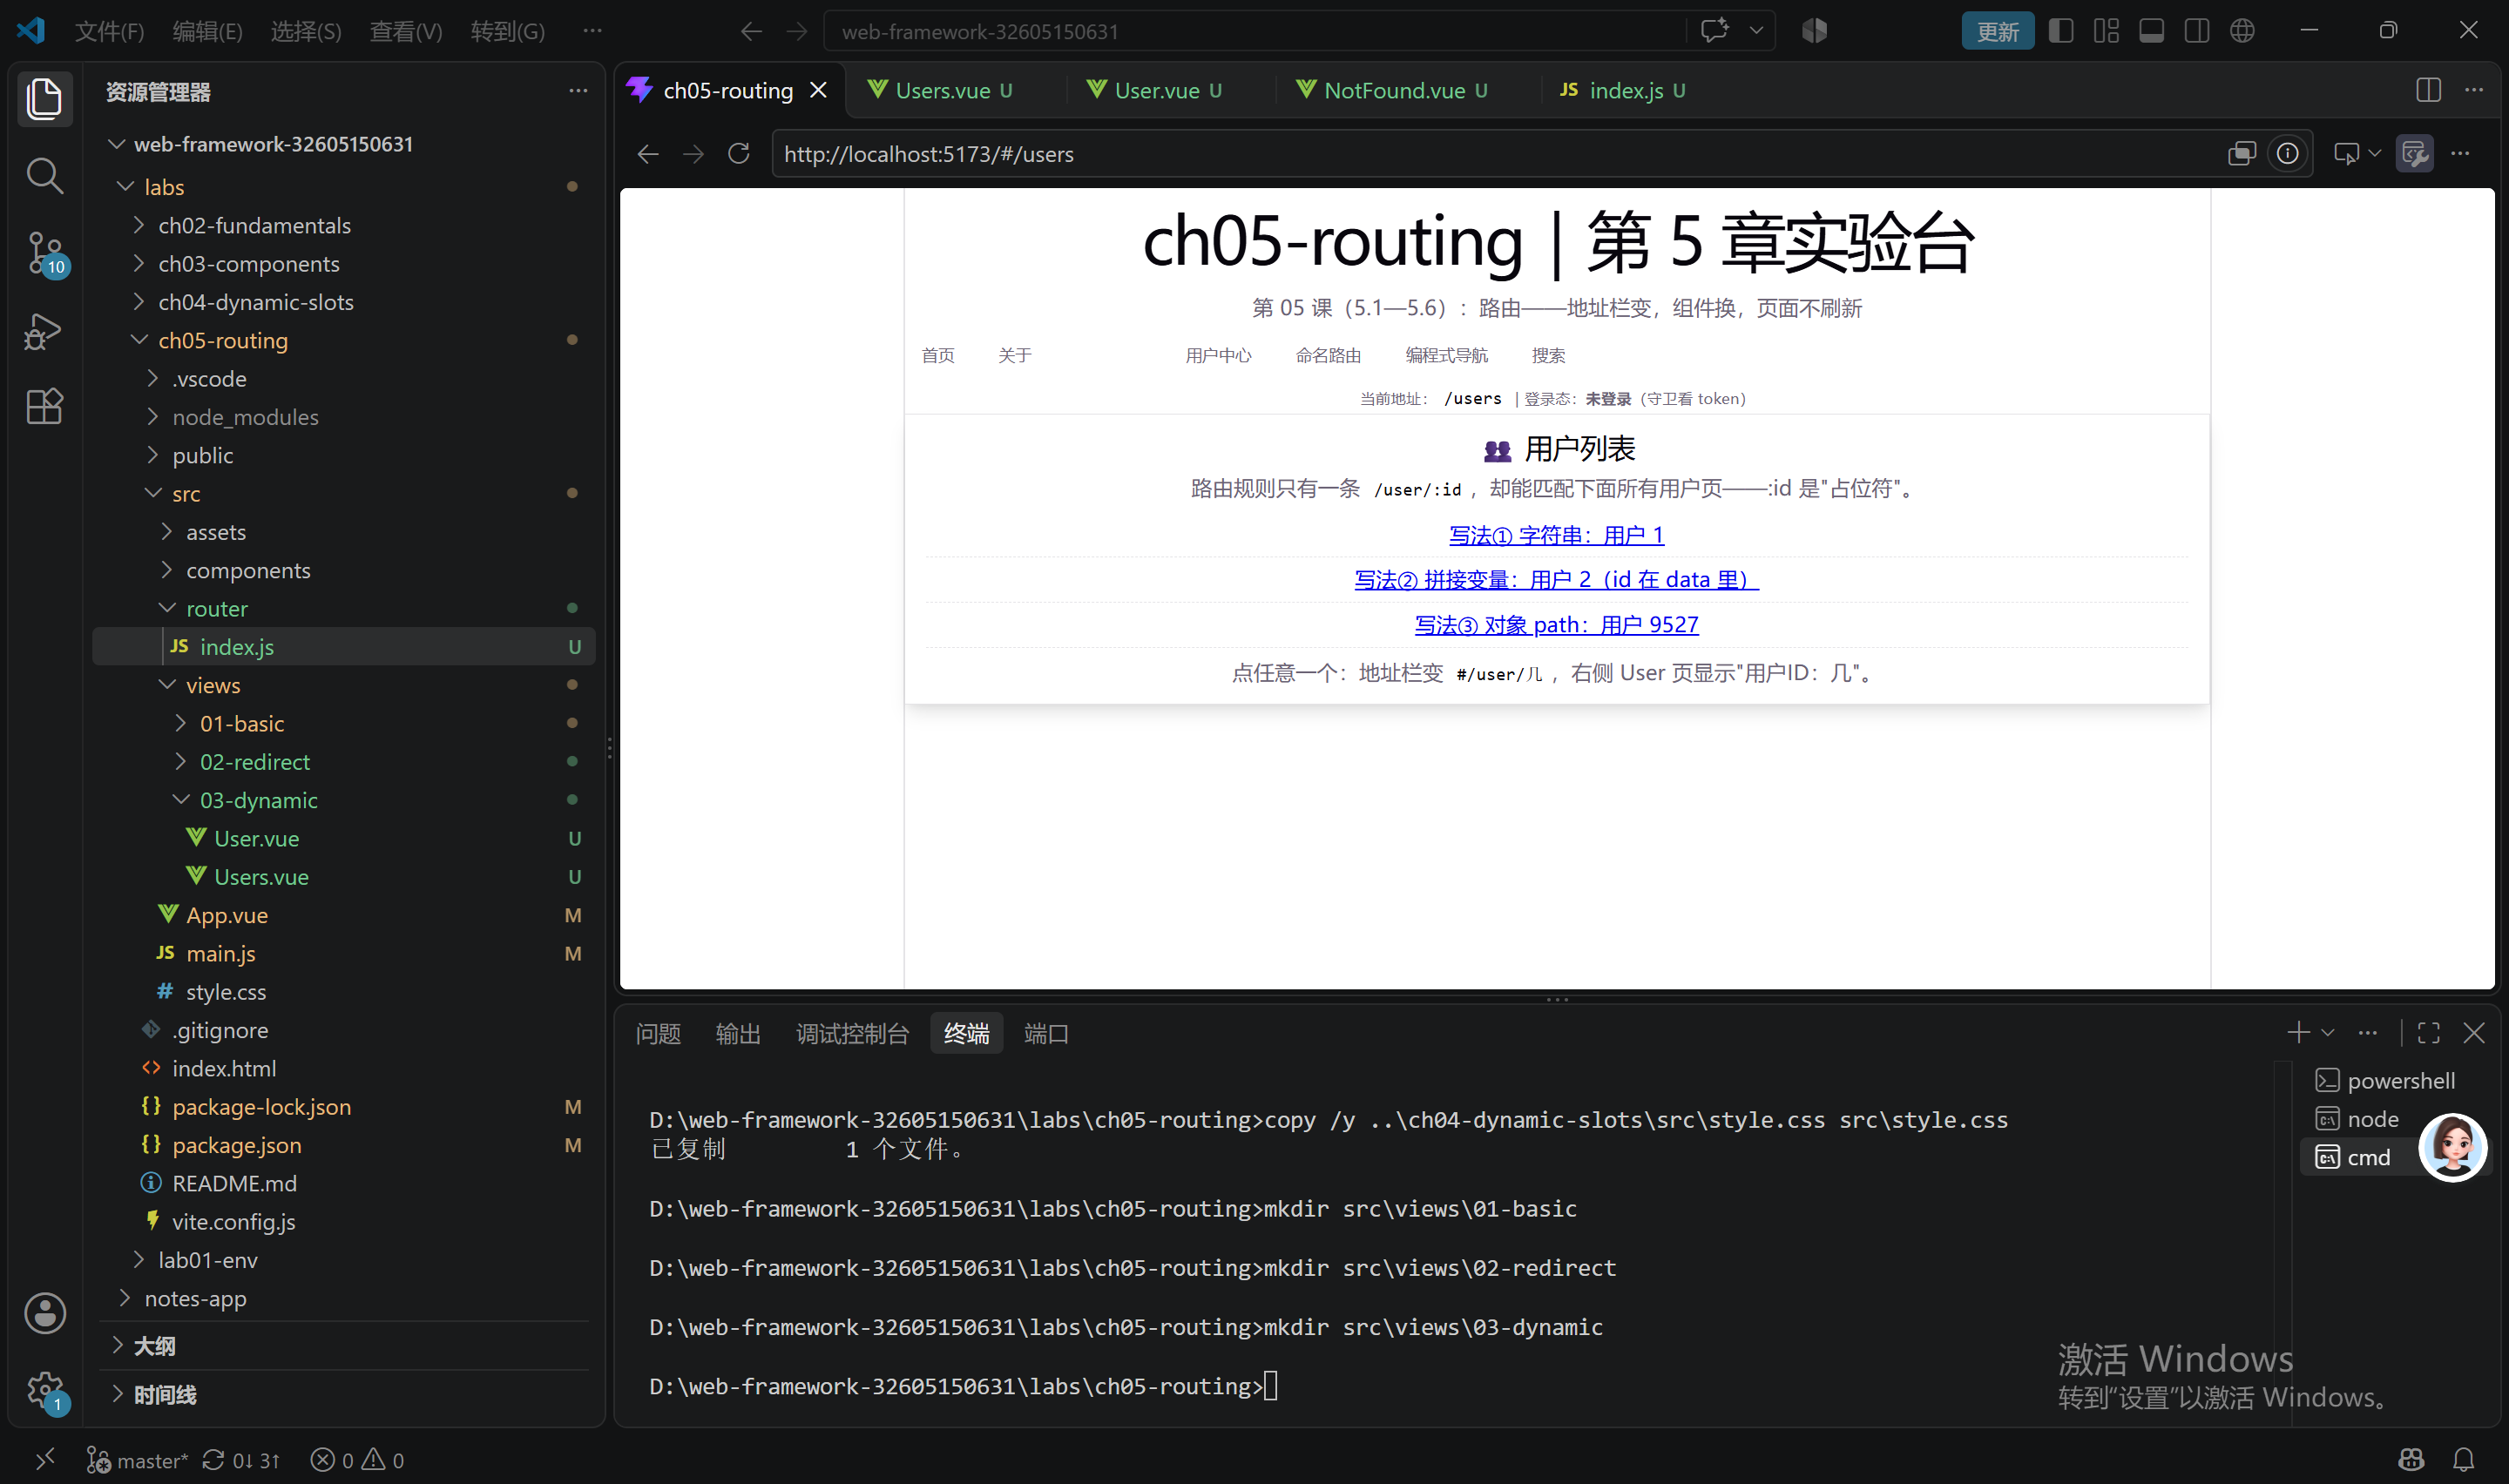 文件(F) 编辑(E) 选择(S) 查看(V) 转到(G) ··· web-framework-32605150631 更新
资源管理器
web-framework-32605150631
labs
ch02-fundamentals
ch03-components
ch04-dynamic-slots
ch05-routing
.vscode
node_modules
public
src
assets
components
router
JS index.js U
views
01-basic
02-redirect
03-dynamic
User.vue U
Users.vue U
App.vue M
JS main.js M
# style.css
.gitignore
<> index.html
{} package-lock.json M
{} package.json M
README.md
vite.config.js
lab01-env
notes-app
大纲
时间线
10
1
ch05-routing Users.vue U User.vue U NotFound.vue U JS index.js U
http://localhost:5173/#/users
ch05-routing | 第 5 章实验台
第 05 课（5.1—5.6）：路由——地址栏变，组件换，页面不刷新
首页 关于 用户中心 命名路由 编程式导航 搜索
当前地址： /users | 登录态：未登录（守卫看 token）
用户列表
路由规则只有一条 /user/:id ，却能匹配下面所有用户页——:id 是"占位符"。
写法① 字符串：用户 1
写法② 拼接变量：用户 2（id 在 data 里）
写法③ 对象 path：用户 9527
点任意一个：地址栏变 #/user/几 ，右侧 User 页显示"用户ID：几"。
问题 输出 调试控制台 终端 端口
D:\web-framework-32605150631\labs\ch05-routing>copy /y ..\ch04-dynamic-slots\src\style.css src\style.css
已复制 1 个文件。
D:\web-framework-32605150631\labs\ch05-routing>mkdir src\views\01-basic
D:\web-framework-32605150631\labs\ch05-routing>mkdir src\views\02-redirect
D:\web-framework-32605150631\labs\ch05-routing>mkdir src\views\03-dynamic
D:\web-framework-32605150631\labs\ch05-routing>
powershell
node
cmd
激活 Windows
转到"设置"以激活 Windows。
master* 0↓ 3↑ 0 0